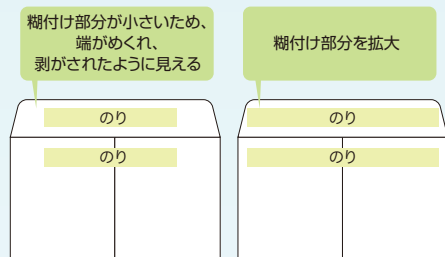 糊付け部分が小さいため、
端がめくれ、
剥がされたように見える
糊付け部分を拡大
のり
のり
のり
のり